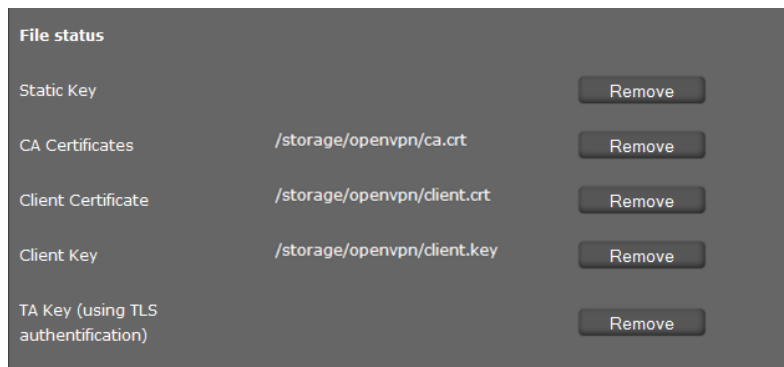 File status
Static Key Remove
CA Certificates /storage/openvpn/ca.crt Remove
Client Certificate /storage/openvpn/client.crt Remove
Client Key /storage/openvpn/client.key Remove
TA Key (using TLS
authentification) Remove